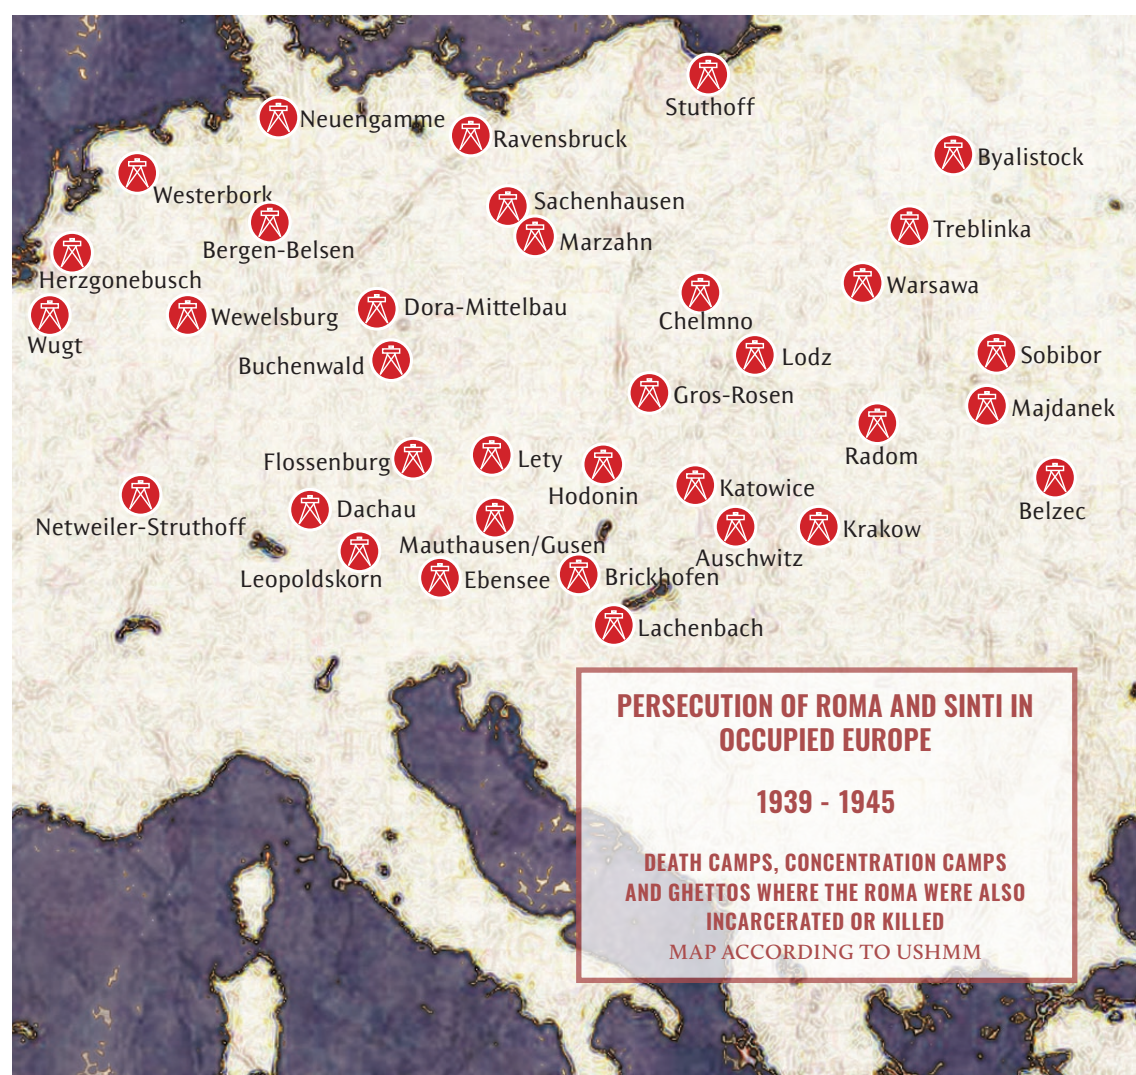 Stuthoff
Neuengamme
Ravensbruck
Byalistock
Westerbork
Sachenhausen
Treblinka
Bergen-Belsen
Marzahn
Herzgonebusch
Warsawa
Wewelsburg
Dora-Mittelbau
Chelmno
Wugt
Buchenwald
Lodz
Sobibor
Gros-Rosen
Majdanek
Radom
Flossenburg
Lety
Hodonin
Katowice
Belzec
Netweiler-Struthoff
Dachau
Mauthausen/Gusen
Auschwitz
Krakow
Leopoldskorn
Ebensee
Brickhofen
Lachenbach
PERSECUTION OF ROMA AND SINTI IN
OCCUPIED EUROPE
1939 - 1945
DEATH CAMPS, CONCENTRATION CAMPS
AND GHETTOS WHERE THE ROMA WERE ALSO
INCARCERATED OR KILLED
MAP ACCORDING TO USHMM